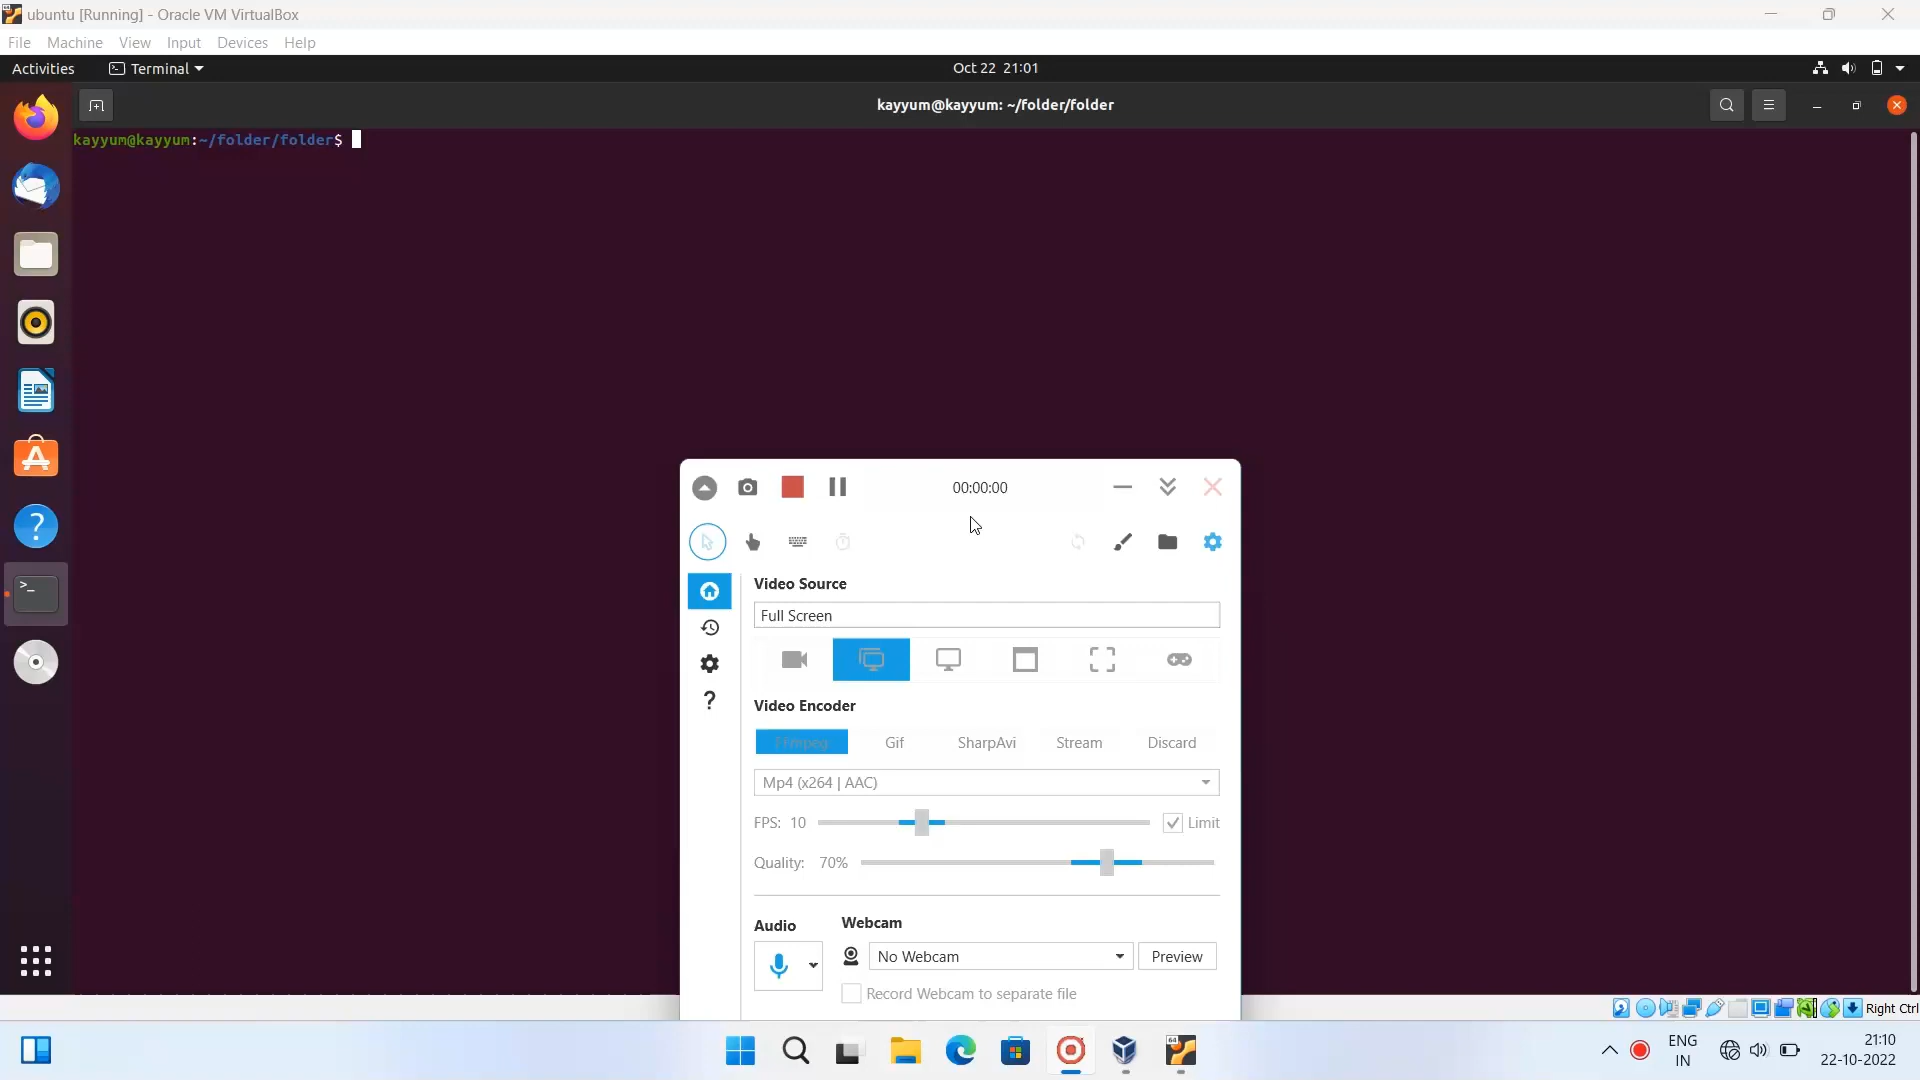 ubuntu [Running] - Oracle VM VirtualBox
File Machine View Input Devices Help
Activities Terminal Oct 22 21:01
kayyum@kayyum: ~/folder/folder
kayyum@kayyum:~/folder/folder$
00:00:00
Video Source
Full Screen
Video Encoder
FFmpeg Gif SharpAvi Stream Discard
Mp4 (x264 | AAC)
FPS: 10 Limit
Quality: 70%
Audio Webcam
No Webcam Preview
Record Webcam to separate file
Right Ctrl
ENG
IN
21:10
22-10-2022